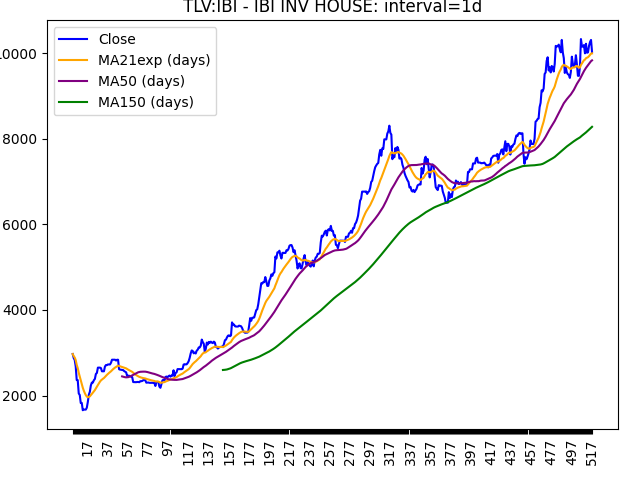 TLV:IBI - IBI INV HOUSE: interval=1d
Close
MA21exp (days)
MA50 (days)
MA150 (days)
10000
8000
6000
4000
2000
17 37 57 77 97 117 137 157 177 197 217 237 257 277 297 317 337 357 377 397 417 437 457 477 497 517